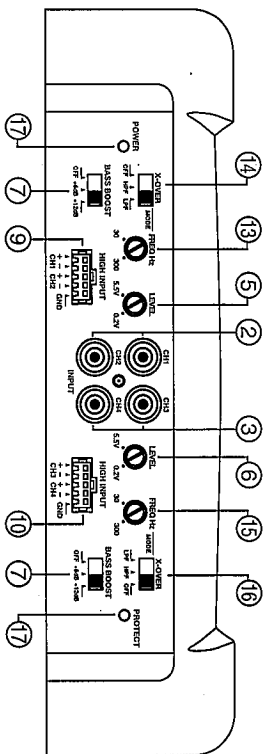 14 13 5 2 3 6 15 16
X-OVER
MODE
OFF HPF LPF
FREQ Hz
30 300
LEVEL
5.5V 0.2V
CH1 CH3
CH2 CH4
INPUT
LEVEL
5.5V 0.2V
FREQ Hz
30 300
X-OVER
MODE
LPF HPF OFF
POWER
BASS BOOST
OFF +6dB +12dB
HIGH INPUT
+ - + -
CH1 CH2 GND
HIGH INPUT
+ - + -
CH3 CH4 GND
BASS BOOST
OFF +6dB +12dB
PROTECT
17 7 9 10 7 17